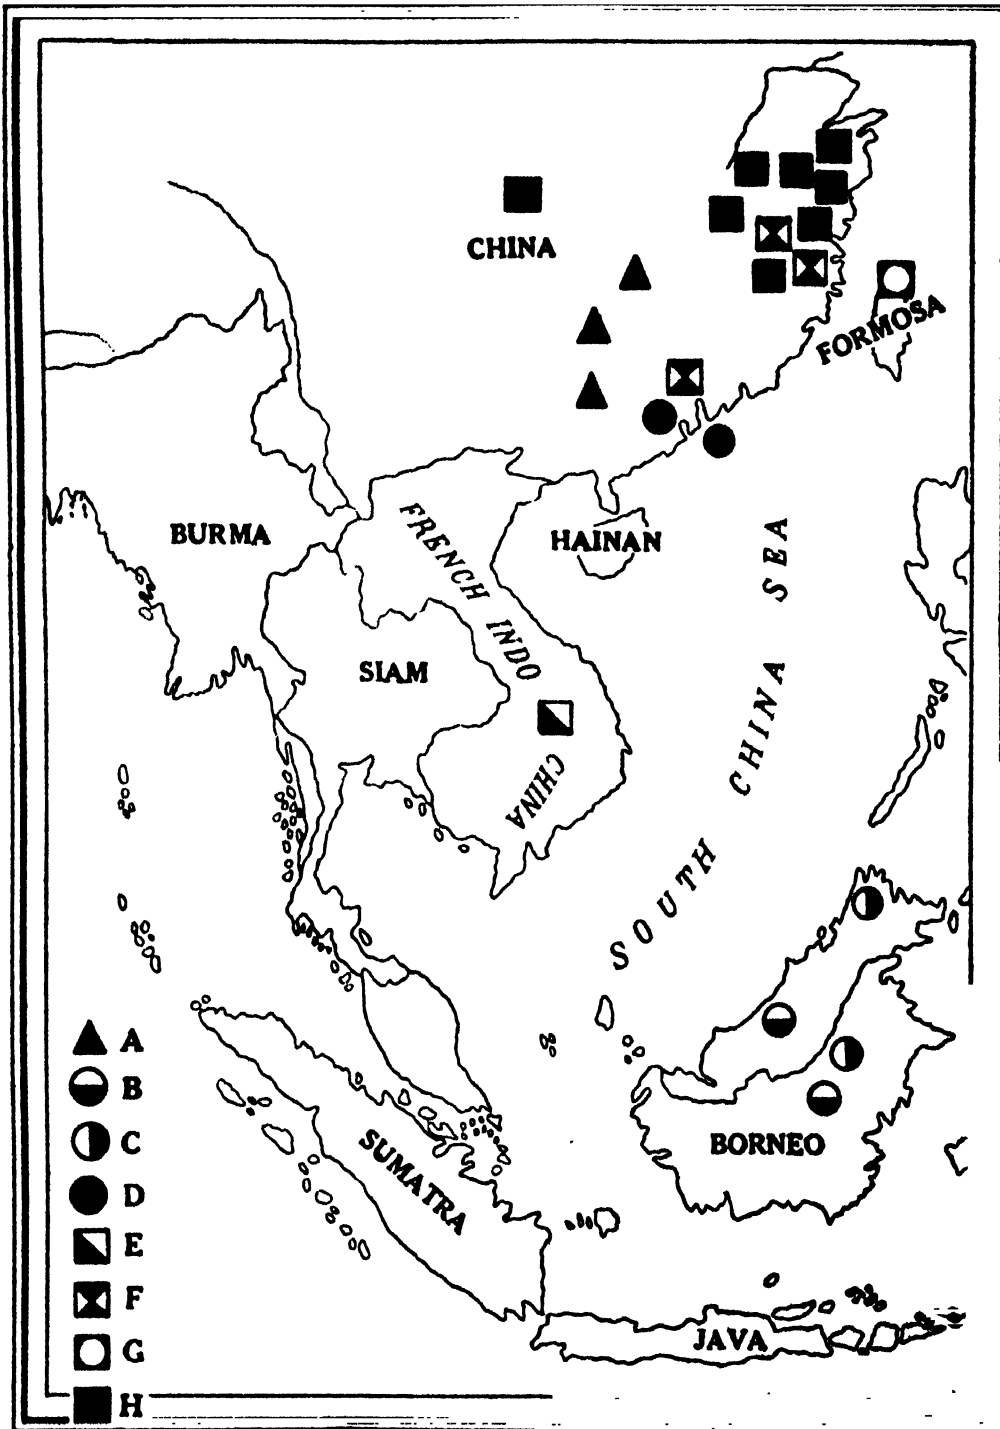 CHINA
FORMOSA
BURMA
FRENCH INDO CHINA
HAINAN
SIAM
SOUTH CHINA SEA
A
B
C
D
E
F
G
H
SUMATRA
BORNEO
JAVA